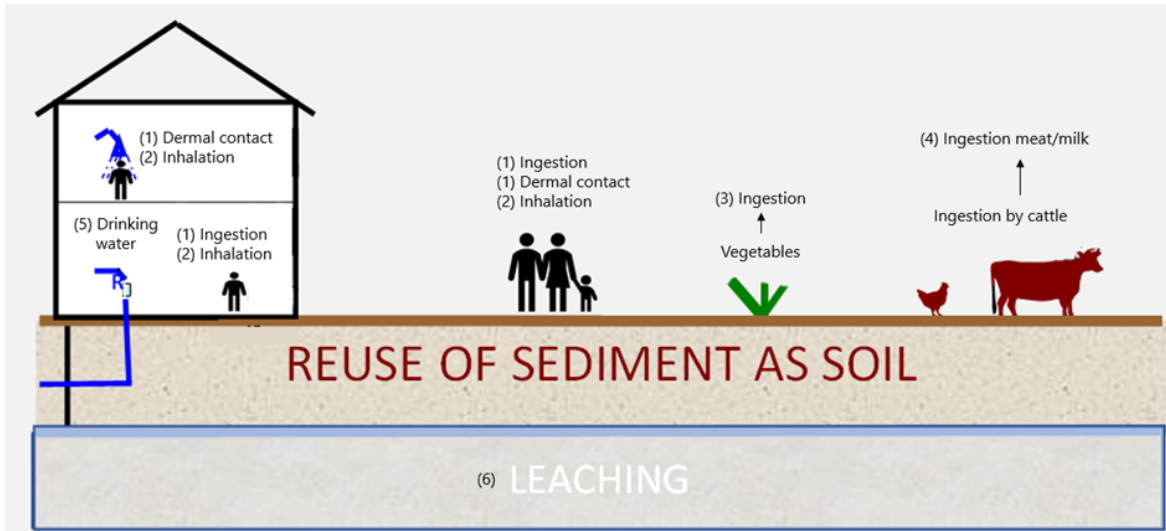 (1) Dermal contact
(2) Inhalation
(5) Drinking
water
(1) Ingestion
(2) Inhalation
(1) Ingestion
(1) Dermal contact
(2) Inhalation
(3) Ingestion
Vegetables
(4) Ingestion meat/milk
Ingestion by cattle
REUSE OF SEDIMENT AS SOIL
(6) LEACHING